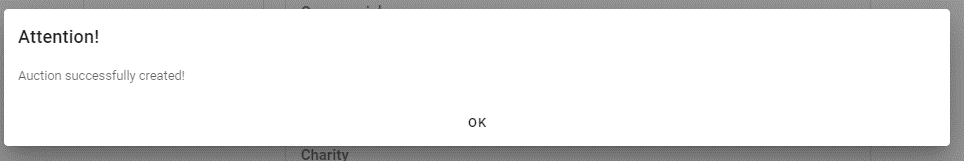 Attention!
Auction successfully created!
OK
Charity